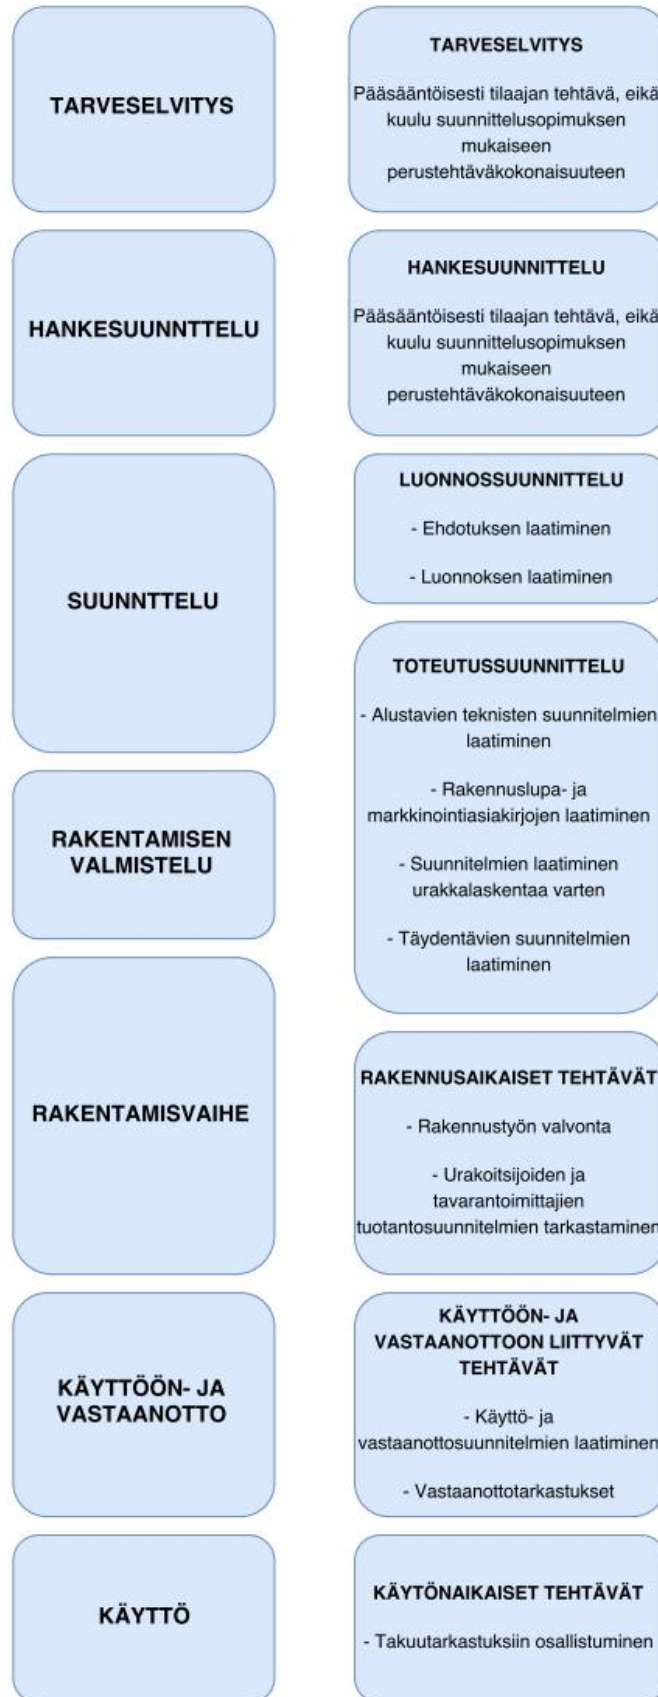 TARVESELVITYS
TARVESELVITYS
Pääsääntöisesti tilaajan tehtävä, eikä
kuulu suunnittelusopimuksen
mukaiseen
perustehtäväkokonaisuuteen
HANKESUUNNTTELU
HANKESUUNNITTELU
Pääsääntöisesti tilaajan tehtävä, eikä
kuulu suunnittelusopimuksen
mukaiseen
perustehtäväkokonaisuuteen
SUUNNTTELU
LUONNOSSUUNNITTELU
- Ehdotuksen laatiminen
- Luonnoksen laatiminen
TOTEUTUSSUUNNITTELU
- Alustavien teknisten suunnitelmien
laatiminen
- Rakennuslupa- ja
markkinointiasiakirjojen laatiminen
- Suunnitelmien laatiminen
urakkalaskentaa varten
- Täydentävien suunnitelmien
laatiminen
RAKENTAMISEN
VALMISTELU
RAKENTAMISVAIHE
RAKENNUSAIKAISET TEHTÄVÄT
- Rakennustyön valvonta
- Urakoitsijoiden ja
tavarantoimittajien
tuotantosuunnitelmien tarkastaminen
KÄYTTÖÖN- JA
VASTAANOTTO
KÄYTTÖÖN- JA
VASTAANOTTOON LIITTYVÄT
TEHTÄVÄT
- Käyttö- ja
vastaanottosuunnitelmien laatiminen
- Vastaanottotarkastukset
KÄYTTÖ
KÄYTÖNAIKAISET TEHTÄVÄT
- Takuutarkastuksiin osallistuminen